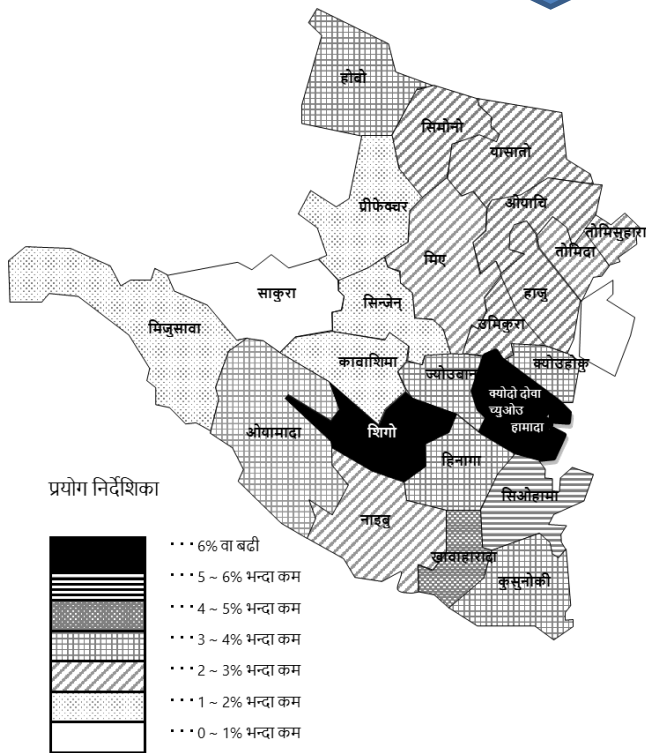 होबो
सिमोनो
यासातो
प्रीफेक्चर
ओयाचि
तोमिसुहारा
तोमिदा
मिए
साकुरा
हाजु
सिन्जेन्
मिजुसावा
उमिकुरा
कावाशिमा
क्योउहोकु
ज्योउबान
क्योदो दोवा
च्युओउ
हामादा
शिगो
ओयामादा
हिनागा
सिओहामा
नाइबु
खावाहारादा
कुसुनोकी
प्रयोग निर्देशिका
･･･6% वा बढी
･･･5 ~ 6% भन्दा कम
･･･4 ~ 5% भन्दा कम
･･･3 ~ 4% भन्दा कम
･･･2 ~ 3% भन्दा कम
･･･1 ~ 2% भन्दा कम
･･･0 ~ 1% भन्दा कम